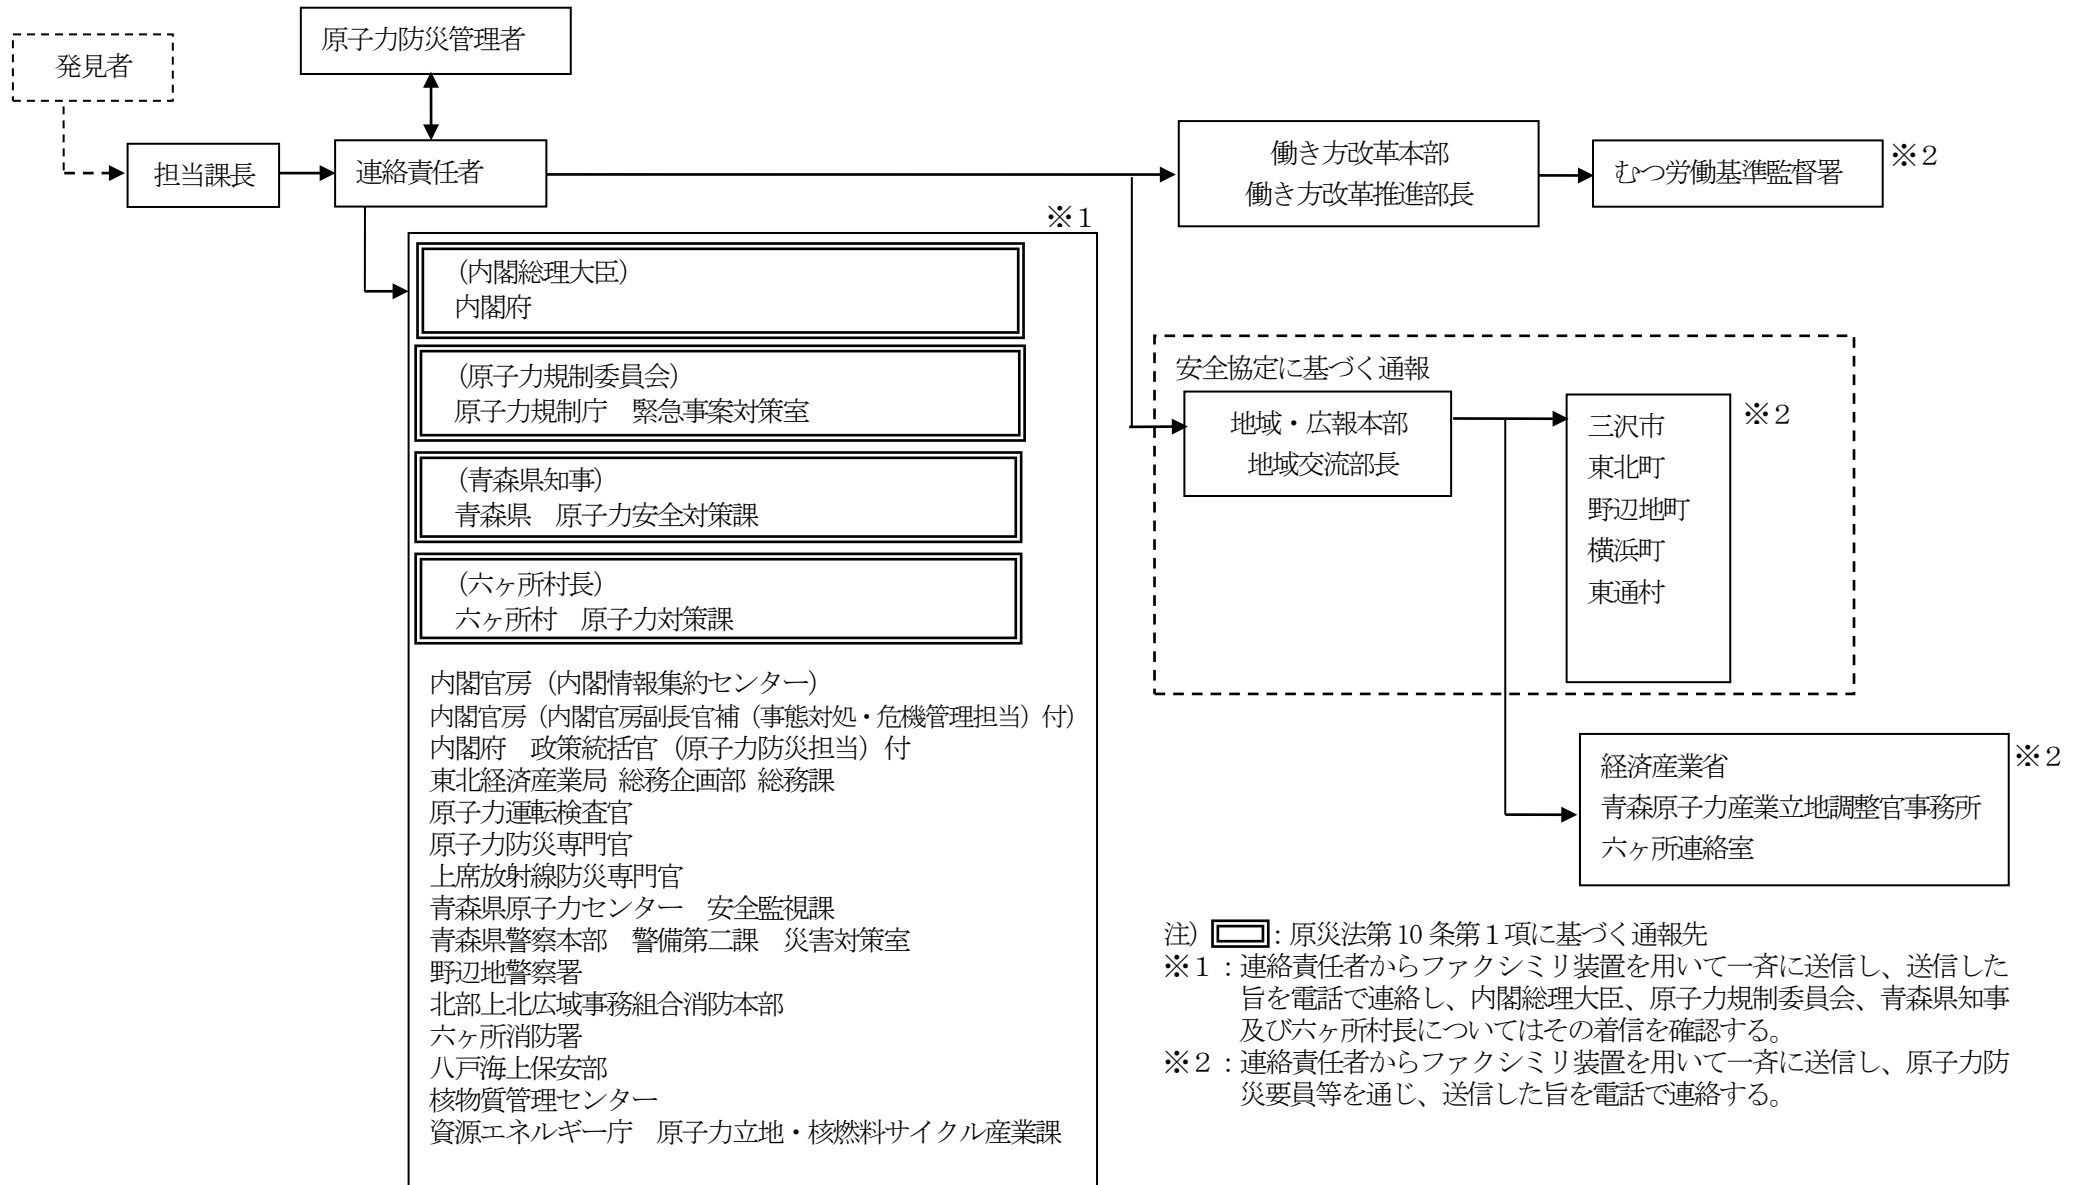 原子力防災管理者
発見者
担当課長
連絡責任者
働き方改革本部
働き方改革推進部長
むつ労働基準監督署
※2
※1
(内閣総理大臣)
内閣府
(原子力規制委員会)
原子力規制庁 緊急事案対策室
(青森県知事)
青森県 原子力安全対策課
(六ヶ所村長)
六ヶ所村 原子力対策課
内閣官房(内閣情報集約センター)
内閣官房(内閣官房副長官補(事態対処・危機管理担当)付)
内閣府 政策統括官(原子力防災担当)付
東北経済産業局 総務企画部 総務課
原子力運転検査官
原子力防災専門官
上席放射線防災専門官
青森県原子力センター 安全監視課
青森県警察本部 警備第二課 災害対策室
野辺地警察署
北部上北広域事務組合消防本部
六ヶ所消防署
八戸海上保安部
核物質管理センター
資源エネルギー庁 原子力立地・核燃料サイクル産業課
安全協定に基づく通報
地域・広報本部
地域交流部長
三沢市
東北町
野辺地町
横浜町
東通村
※2
経済産業省
青森原子力産業立地調整官事務所
六ヶ所連絡室
※2
注) : 原災法第10条第1項に基づく通報先
※1:連絡責任者からファクシミリ装置を用いて一斉に送信し、送信した
旨を電話で連絡し、内閣総理大臣、原子力規制委員会、青森県知事
及び六ヶ所村長についてはその着信を確認する。
※2:連絡責任者からファクシミリ装置を用いて一斉に送信し、原子力防
災要員等を通じ、送信した旨を電話で連絡する。